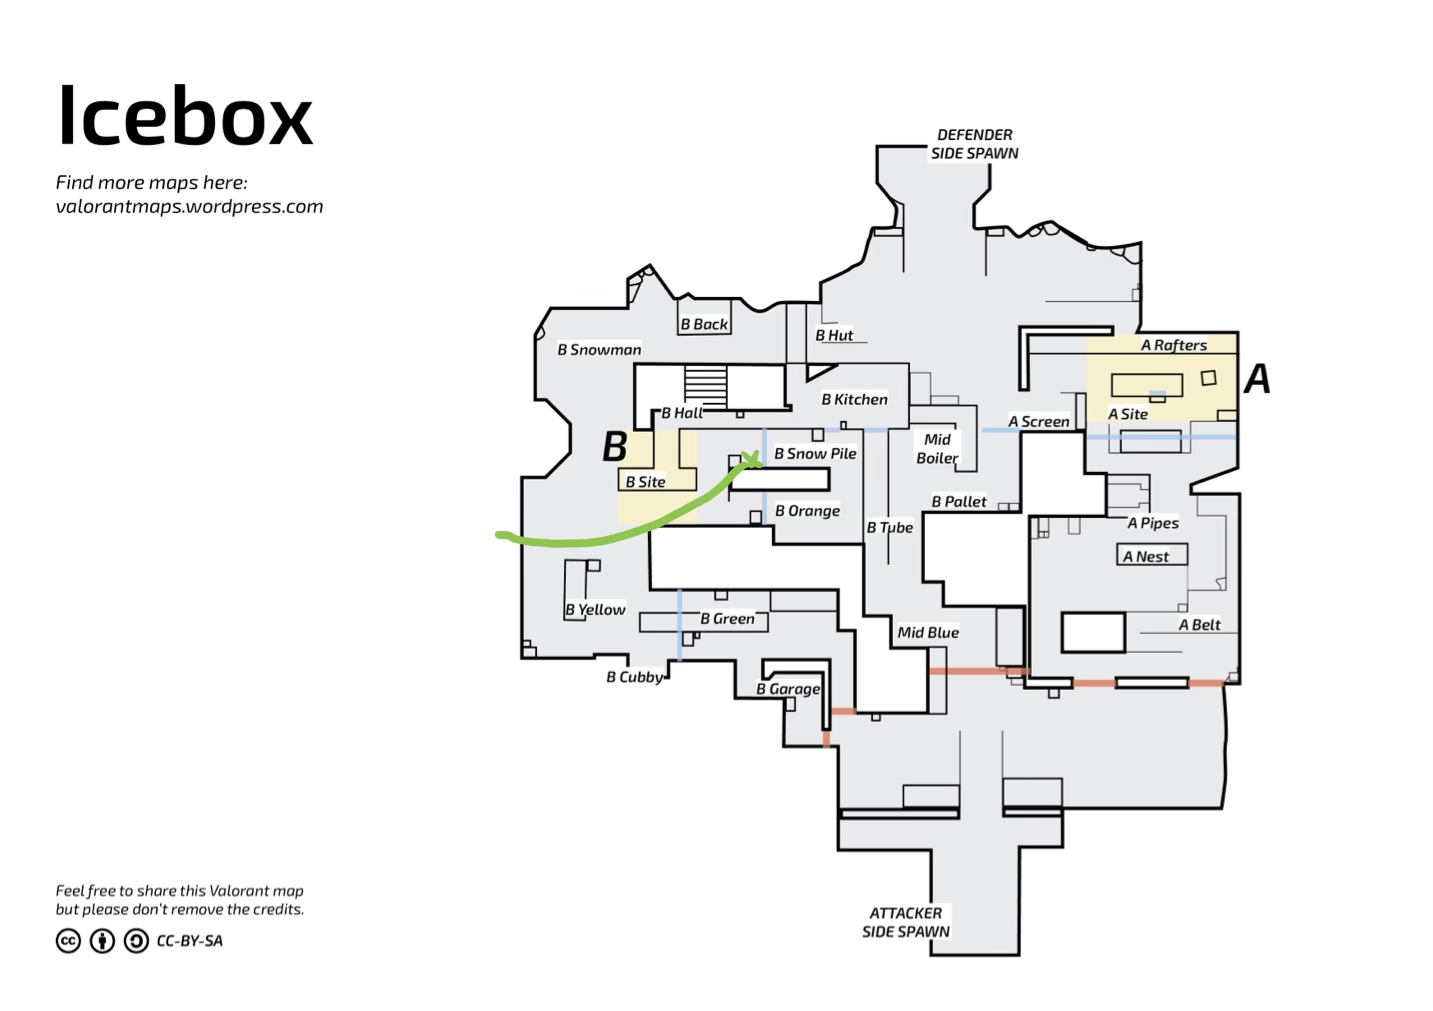 Icebox
Find more maps here:
valorantmaps.wordpress.com
DEFENDER
SIDE SPAWN
B Back
B Hut
B Snowman
A Rafters
A
B Kitchen
B Hall
A Site
A Screen
B
Mid
Boiler
B Snow Pile
B Site
B Pallet
B Orange
B Tube
A Pipes
A Nest
B Yellow
B Green
Mid Blue
A Belt
B Cubby
B Garage
Feel free to share this Valorant map
but please don't remove the credits.
cc CC-BY-SA
ATTACKER
SIDE SPAWN